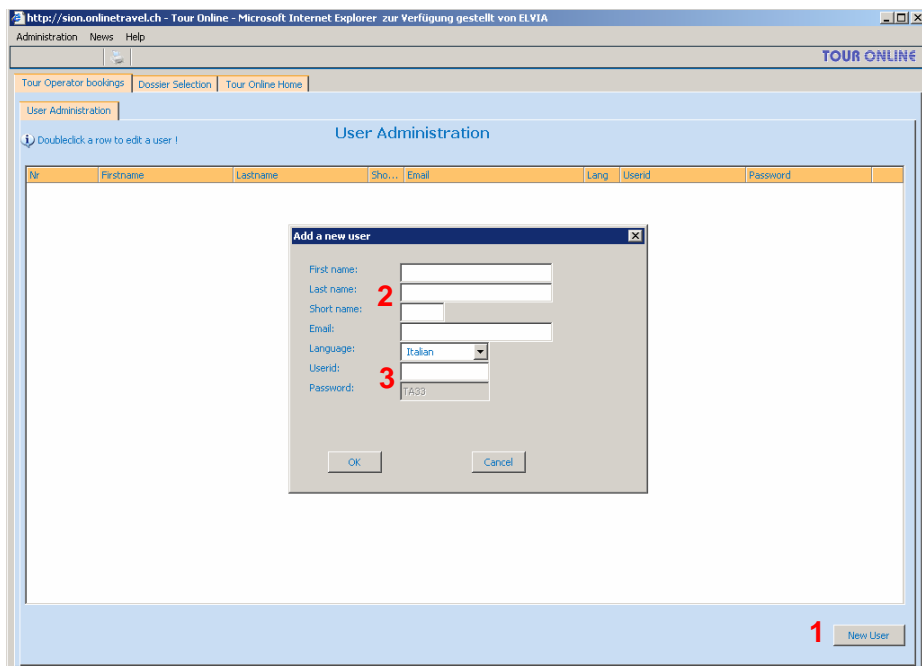 http://sion.onlinetravel.ch - Tour Online - Microsoft Internet Explorer zur Verfügung gestellt von ELVIA
Administration News Help
TOUR ONLINE
Tour Operator bookings Dossier Selection Tour Online Home
User Administration
Doubleclick a row to edit a user !
User Administration
Nr Firstname Lastname Sho... Email Lang Userid Password
Add a new user
First name:
Last name:
2
Short name:
Email:
Language: Italian
Userid:
3
Password: TA33
OK Cancel
1 New User